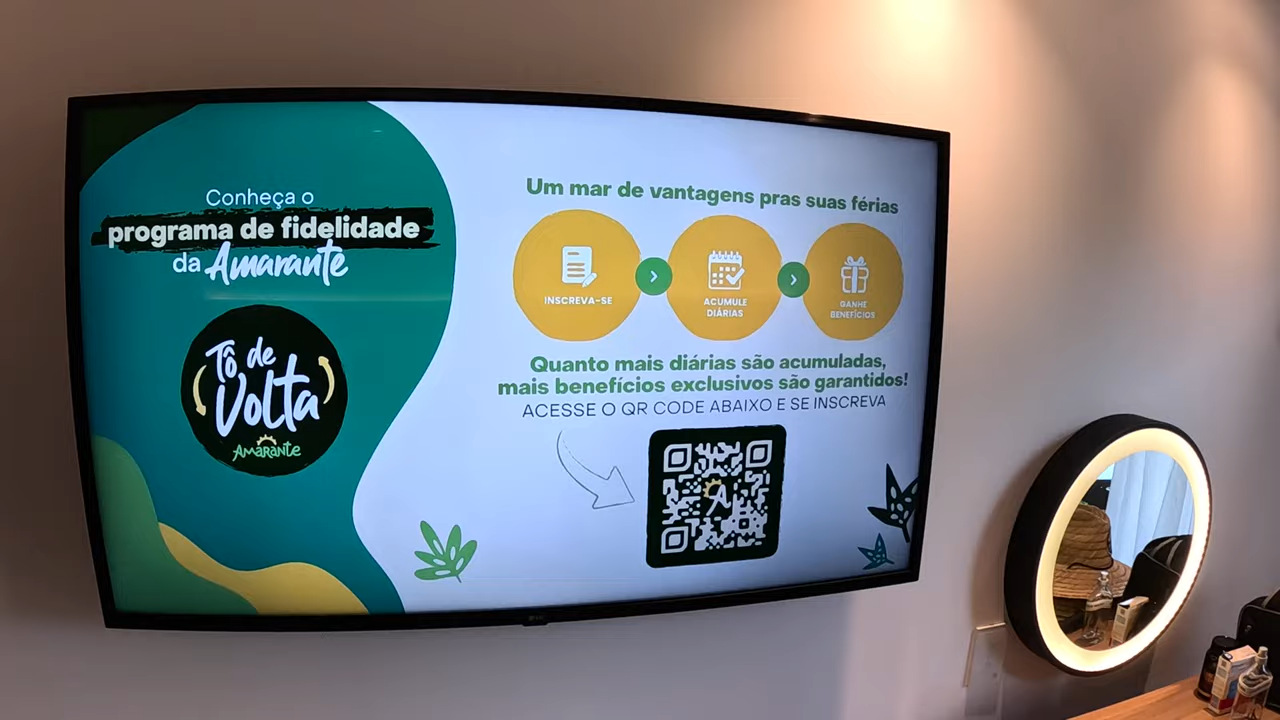 Conheça o
programa de fidelidade
da Amarante
Tô de
Volta
AMARANTE
Um mar de vantagens pras suas férias
INSCREVA-SE
ACUMULE
DIÁRIAS
GANHE
BENEFÍCIOS
Quanto mais diárias são acumuladas,
mais benefícios exclusivos são garantidos!
ACESSE O QR CODE ABAIXO E SE INSCREVA
A
LG